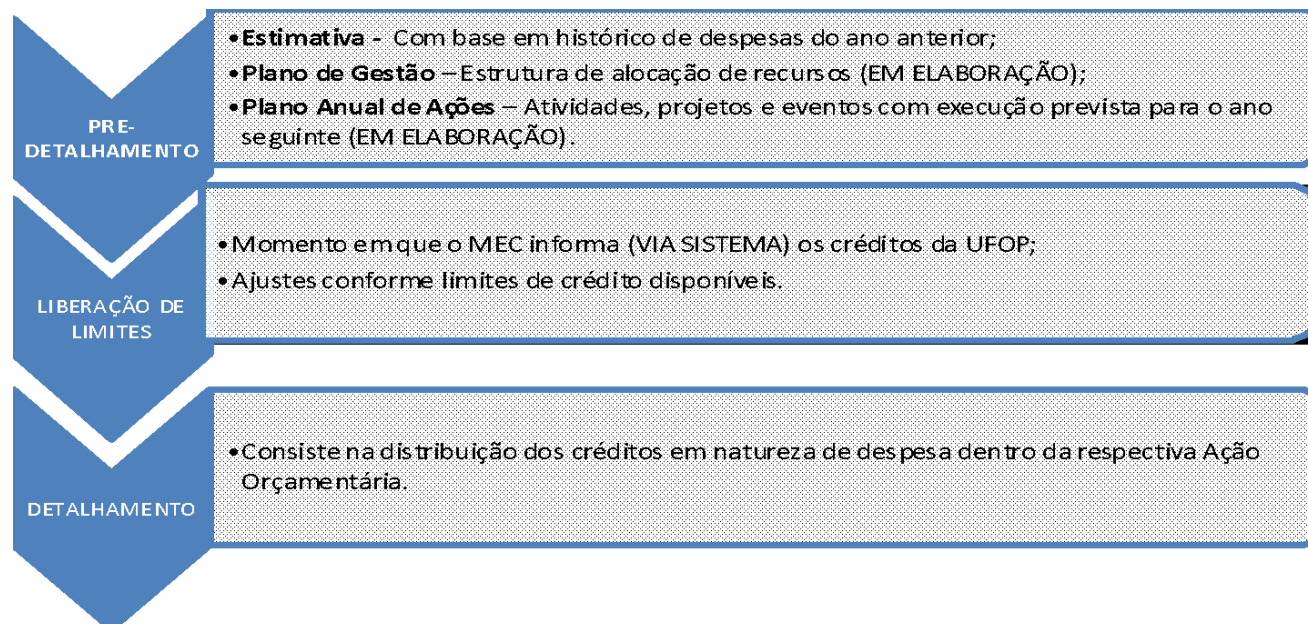 PRE-
DETALHAMENTO
•Estimativa - Com base em histórico de despesas do ano anterior;
•Plano de Gestão – Estrutura de alocação de recursos (EM ELABORAÇÃO);
•Plano Anual de Ações – Atividades, projetos e eventos com execução prevista para o ano
seguinte (EM ELABORAÇÃO).
LIBERAÇÃO DE
LIMITES
•Momento em que o MEC informa (VIA SISTEMA) os créditos da UFOP;
•Ajustes conforme limites de crédito disponíveis.
DETALHAMENTO
•Consiste na distribuição dos créditos em natureza de despesa dentro da respectiva Ação
Orçamentária.